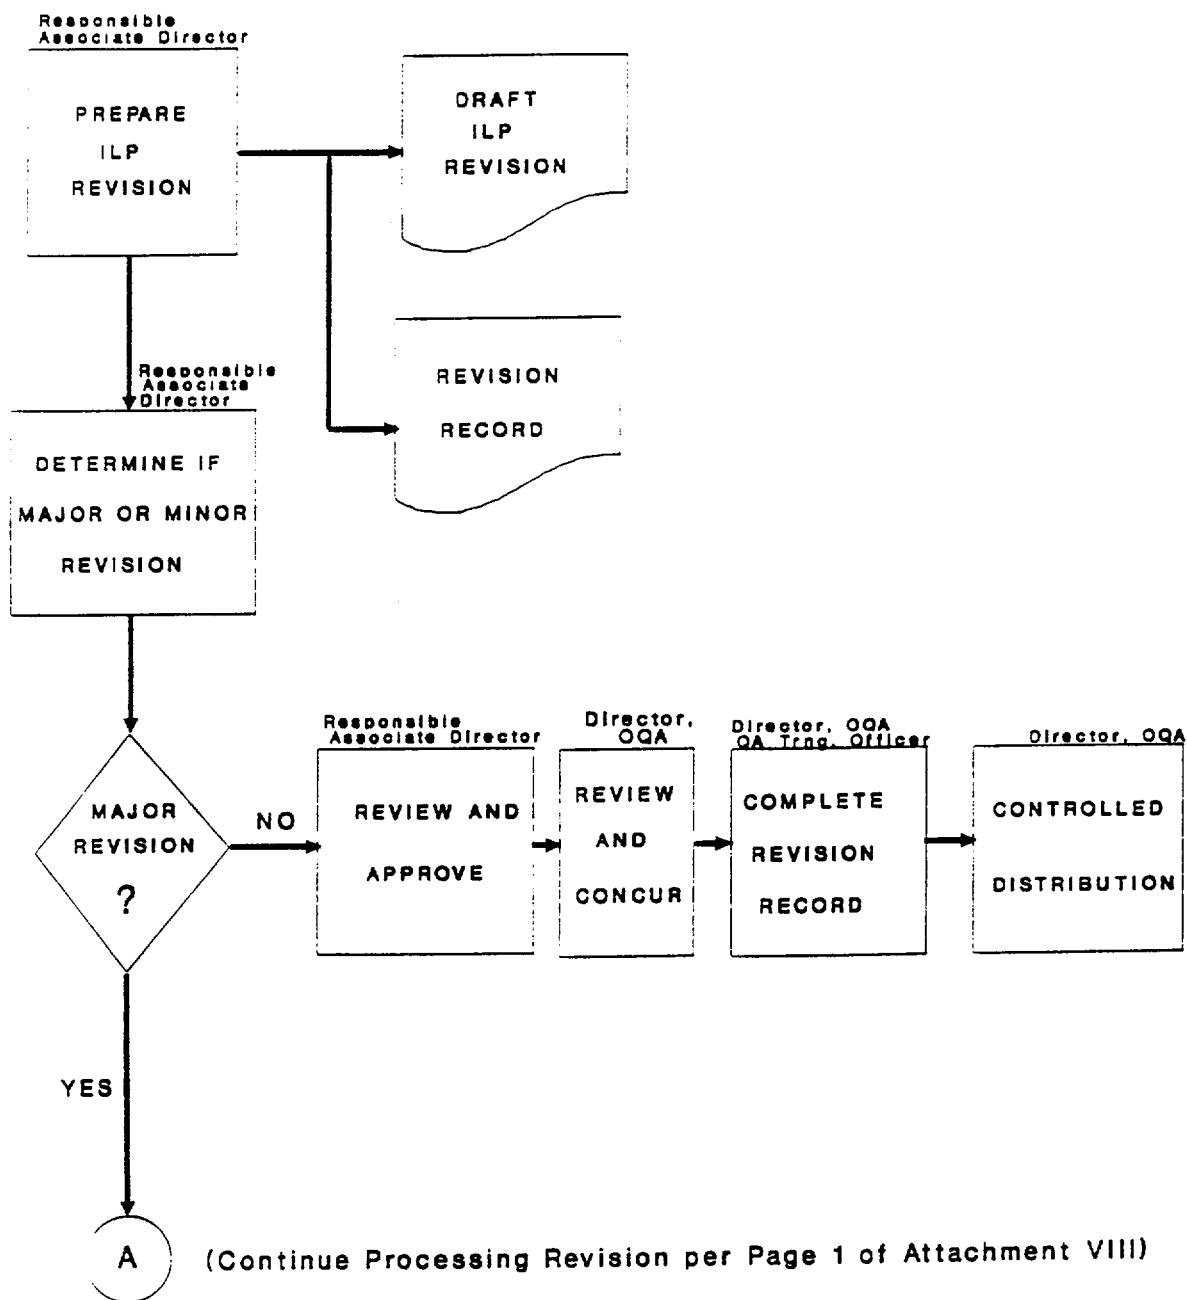 Responsible
Associate Director
PREPARE
ILP
REVISION
DRAFT
ILP
REVISION
REVISION
RECORD
Responsible
Associate
Director
DETERMINE IF
MAJOR OR MINOR
REVISION
MAJOR
REVISION
?
NO
Responsible
Associate Director
REVIEW AND
APPROVE
Director,
OQA
REVIEW
AND
CONCUR
Director, OQA
QA Trng. Officer
COMPLETE
REVISION
RECORD
Director, OQA
CONTROLLED
DISTRIBUTION
YES
A
(Continue Processing Revision per Page 1 of Attachment VIII)